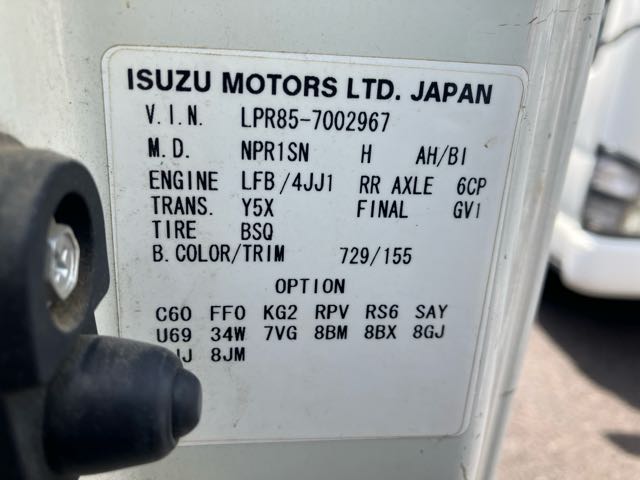 ISUZU MOTORS LTD. JAPAN
V.I.N. LPR85-7002967
M.D. NPR1SN H AH/BI
ENGINE LFB/4JJ1 RR AXLE 6CP
TRANS. Y5X FINAL GV1
TIRE BSQ
B.COLOR/TRIM 729/155
OPTION
C60 FF0 KG2 RPV RS6 SAY
U69 34W 7VG 8BM 8BX 8GJ
8JM